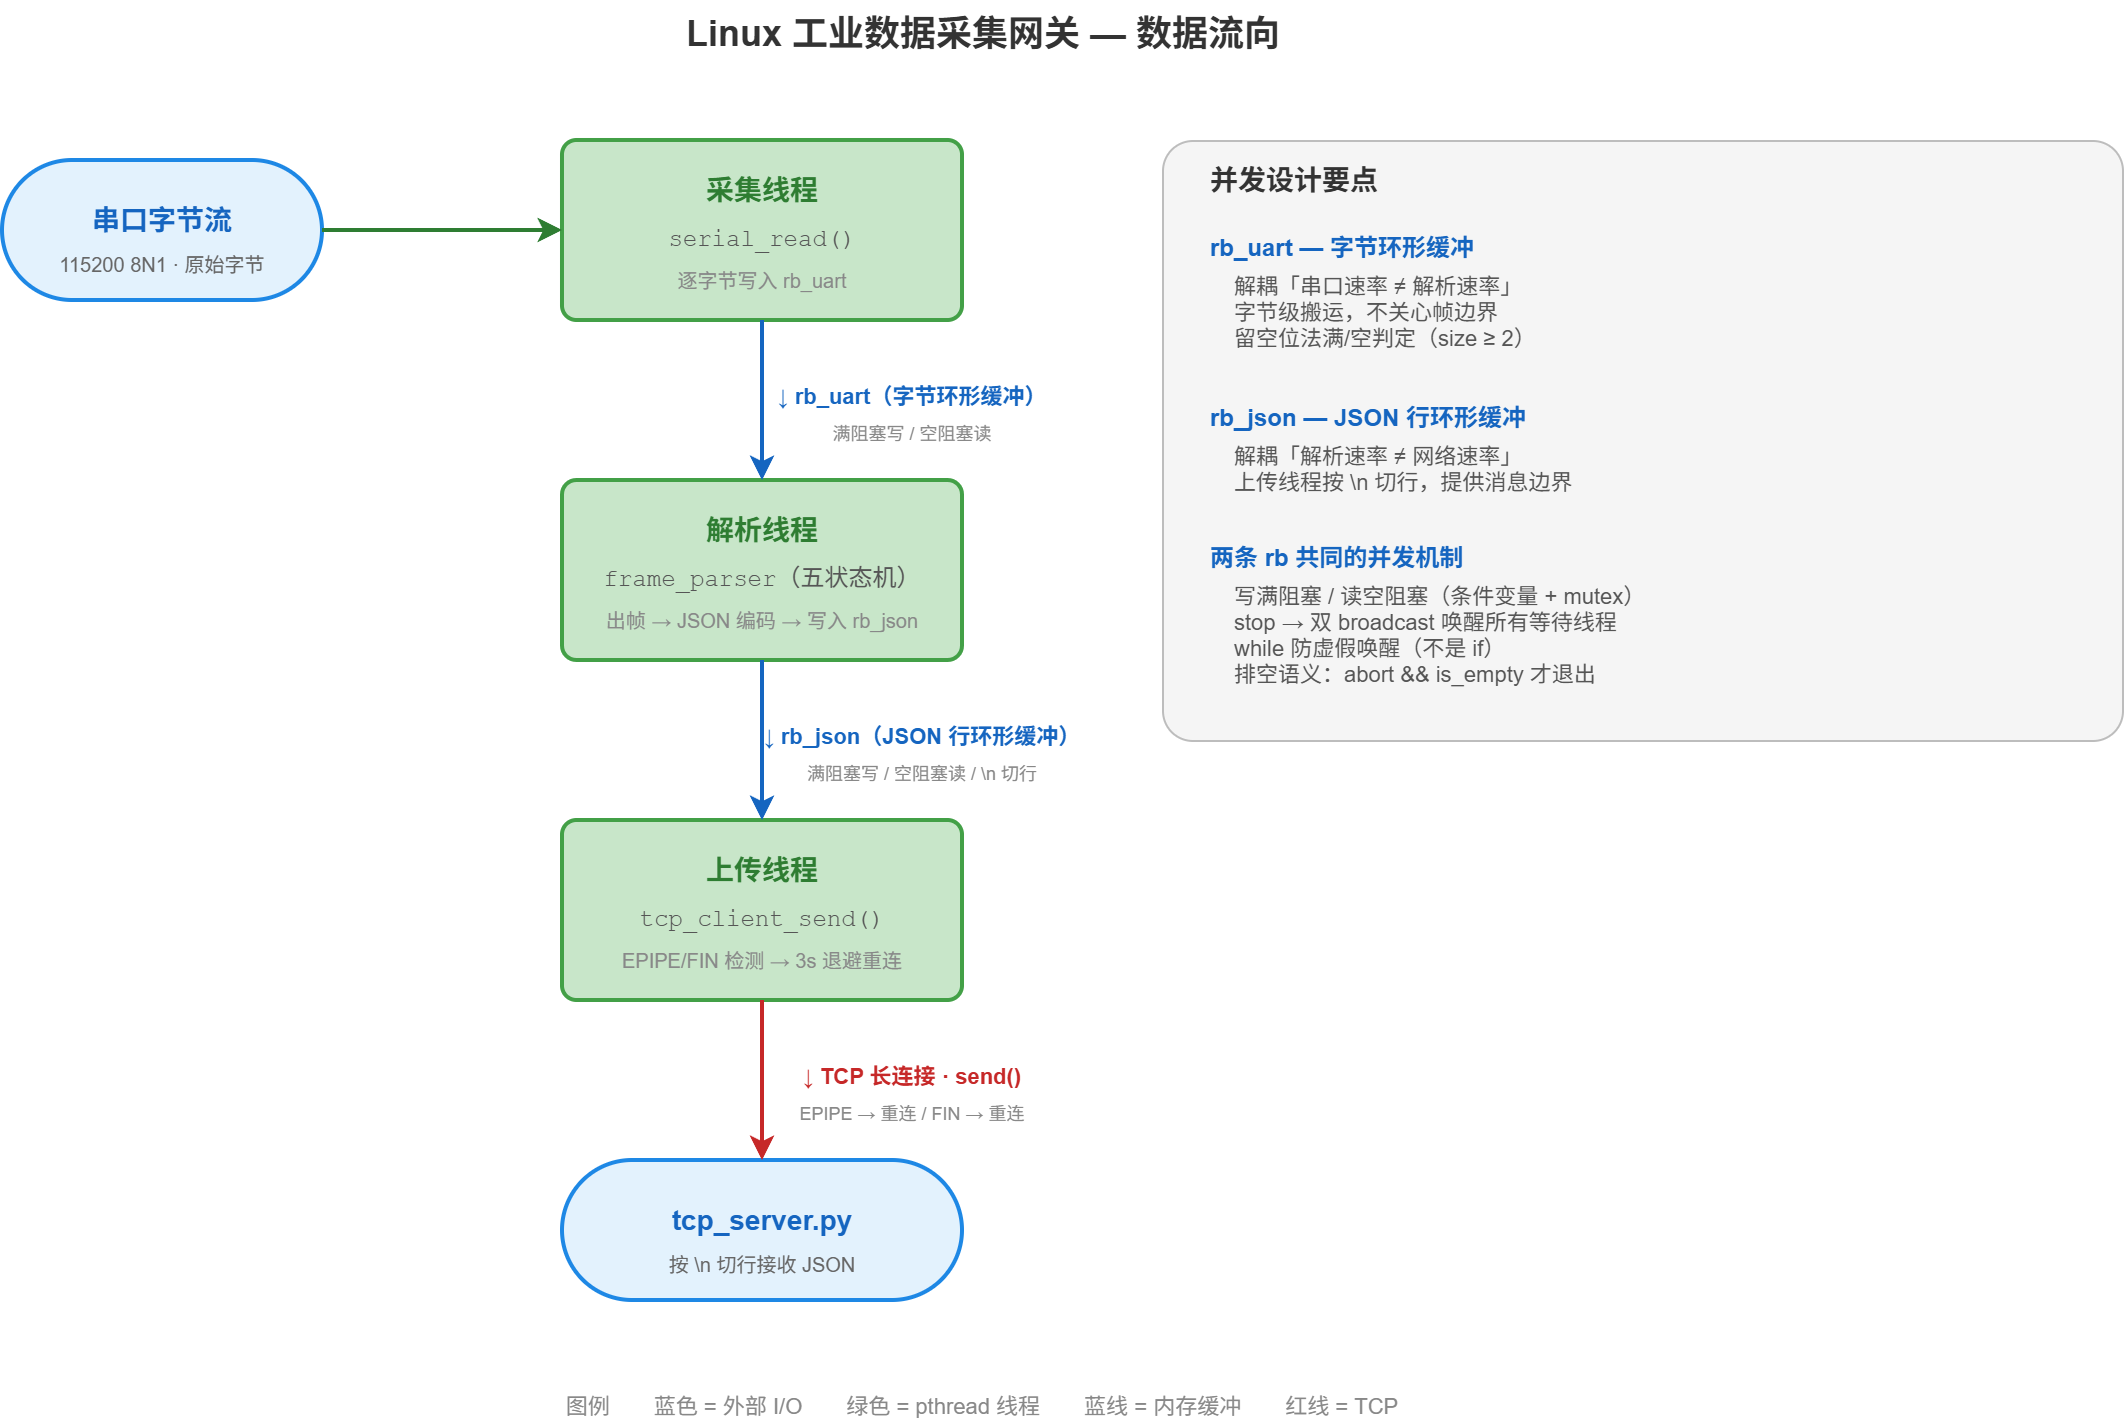 Linux 工业数据采集网关 — 数据流向
串口字节流
115200 8N1 · 原始字节
采集线程
serial_read()
逐字节写入 rb_uart
↓ rb_uart（字节环形缓冲）
满阻塞写 / 空阻塞读
解析线程
frame_parser（五状态机）
出帧 → JSON 编码 → 写入 rb_json
↓ rb_json（JSON 行环形缓冲）
满阻塞写 / 空阻塞读 / \n 切行
上传线程
tcp_client_send()
EPIPE/FIN 检测 → 3s 退避重连
↓ TCP 长连接 · send()
EPIPE → 重连 / FIN → 重连
tcp_server.py
按 \n 切行接收 JSON
并发设计要点
rb_uart — 字节环形缓冲
解耦「串口速率 ≠ 解析速率」
字节级搬运，不关心帧边界
留空位法满/空判定（size ≥ 2）
rb_json — JSON 行环形缓冲
解耦「解析速率 ≠ 网络速率」
上传线程按 \n 切行，提供消息边界
两条 rb 共同的并发机制
写满阻塞 / 读空阻塞（条件变量 + mutex）
stop → 双 broadcast 唤醒所有等待线程
while 防虚假唤醒（不是 if）
排空语义：abort && is_empty 才退出
图例 蓝色 = 外部 I/O 绿色 = pthread 线程 蓝线 = 内存缓冲 红线 = TCP